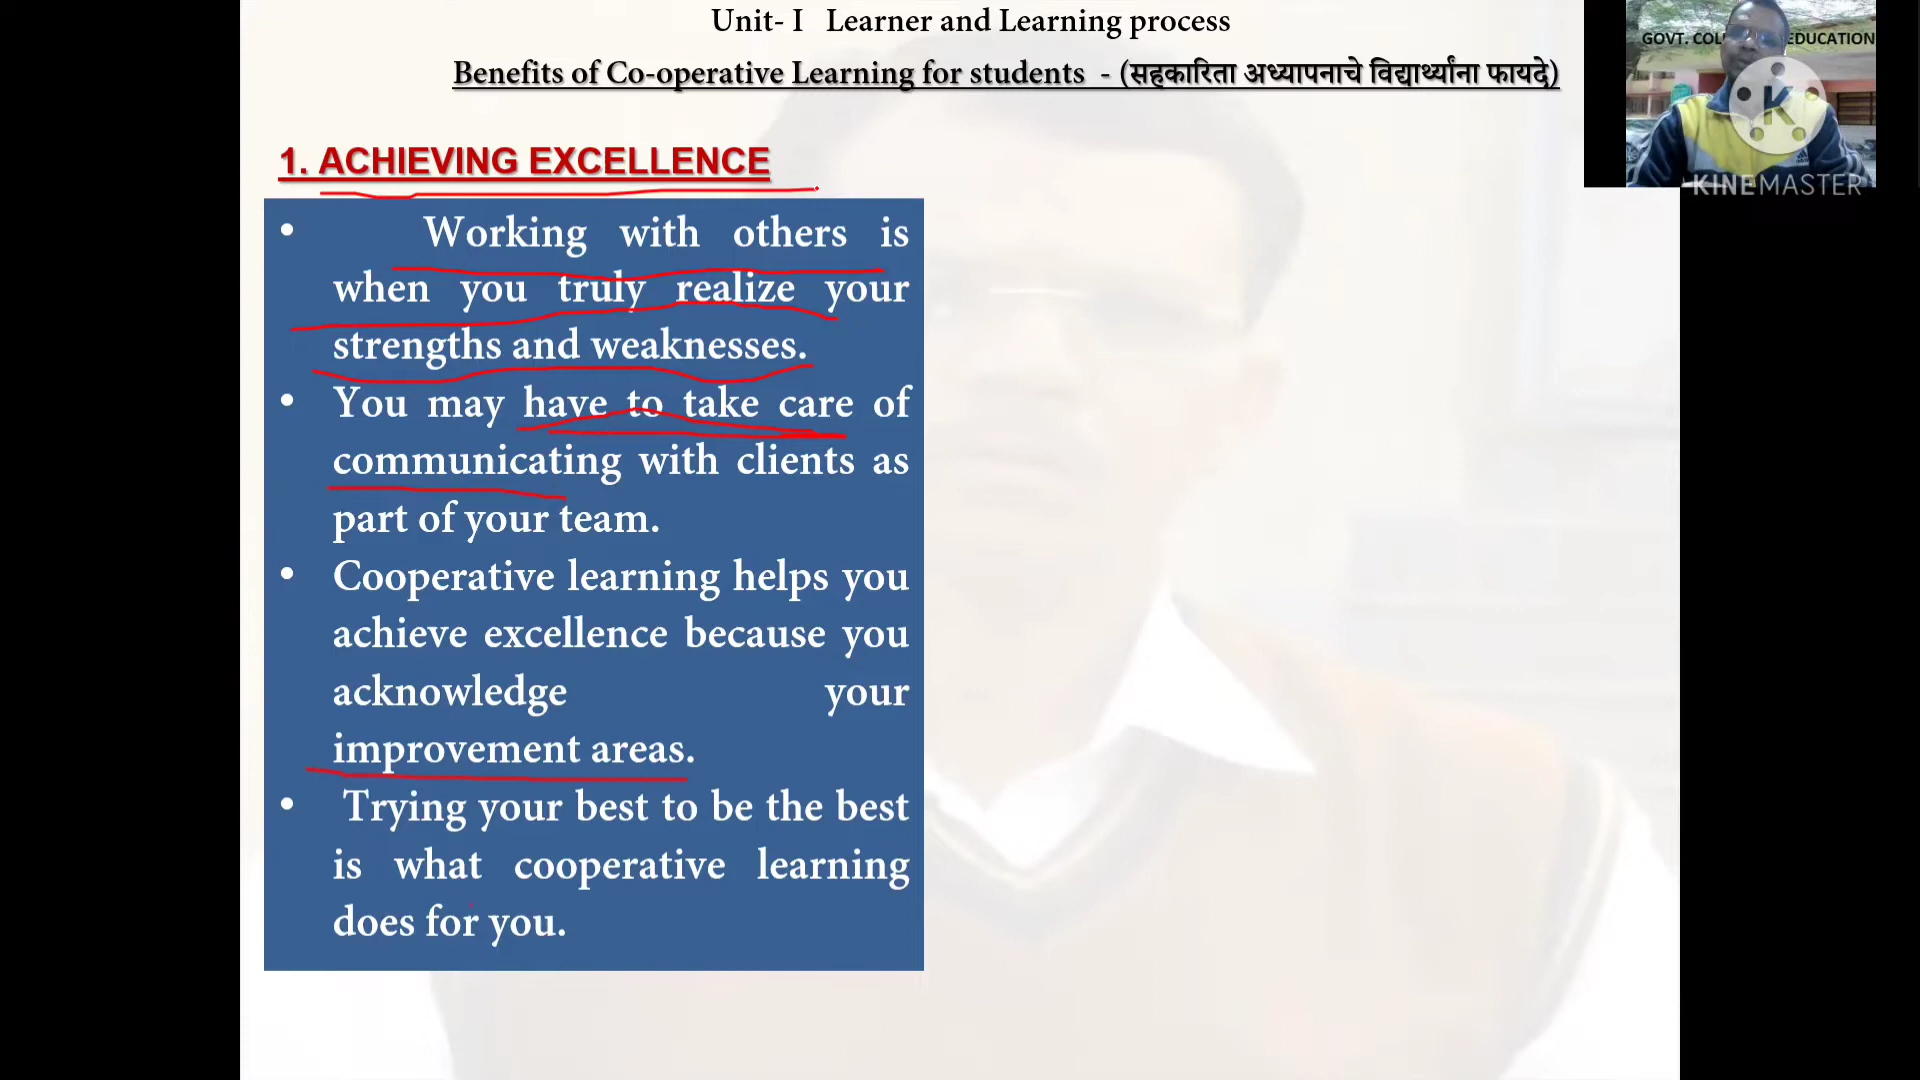 Unit- I Learner and Learning process
Benefits of Co-operative Learning for students - (सहकारिता अध्यापनाचे विद्यार्थ्यांना फायदे)
GOVT. COL EDUCATION
K
KINEMASTER
1. ACHIEVING EXCELLENCE
• Working with others is
when you truly realize your
strengths and weaknesses.
• You may have to take care of
communicating with clients as
part of your team.
• Cooperative learning helps you
achieve excellence because you
acknowledge your
improvement areas.
• Trying your best to be the best
is what cooperative learning
does for you.